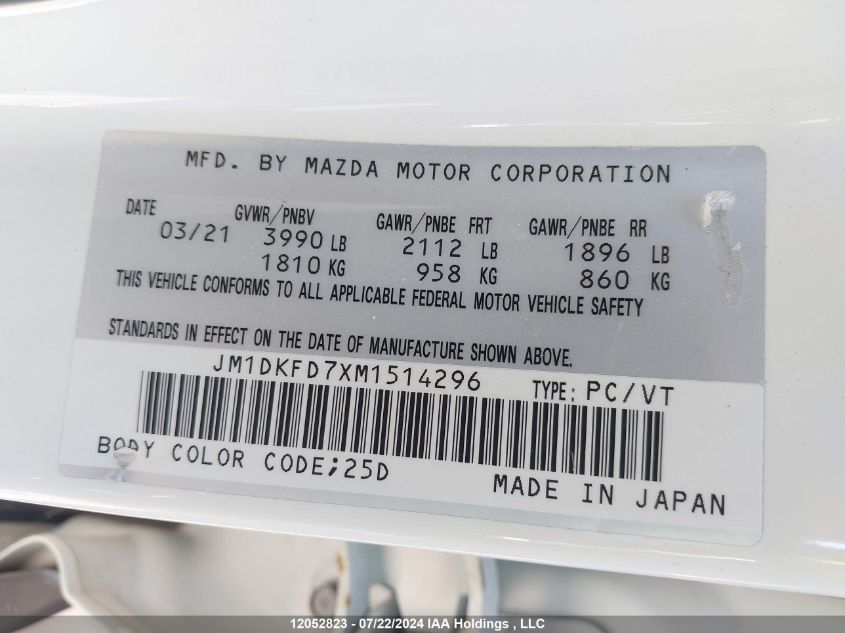 MFD. BY MAZDA MOTOR CORPORATION
DATE GVWR/PNBV GAWR/PNBE FRT GAWR/PNBE RR
03/21 3990 LB 2112 LB 1896 LB
1810 KG 958 KG 860 KG
THIS VEHICLE CONFORMS TO ALL APPLICABLE FEDERAL MOTOR VEHICLE SAFETY
STANDARDS IN EFFECT ON THE DATE OF MANUFACTURE SHOWN ABOVE.
JM1DKFD7XM1514296 TYPE: PC/VT
BODY COLOR CODE;25D
MADE IN JAPAN
12052823 - 07/22/2024 IAA Holdings , LLC